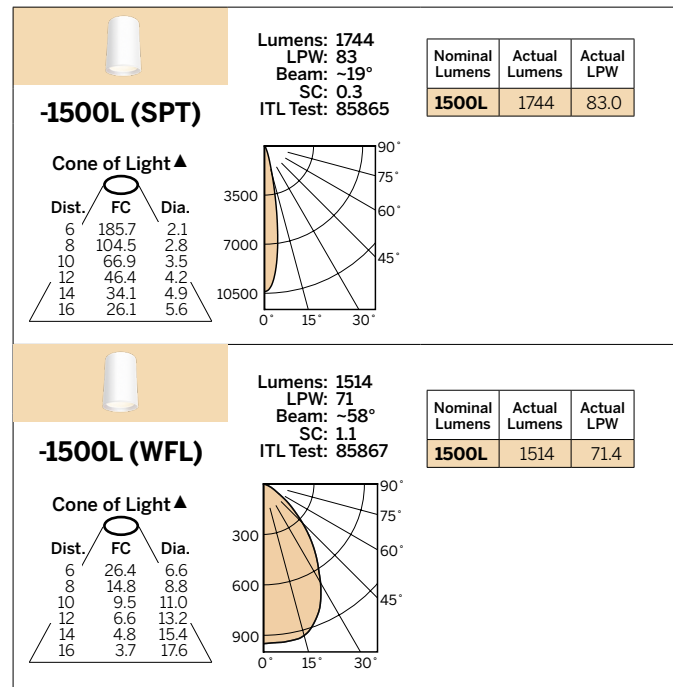 -1500L (SPT)
Lumens: 1744
LPW: 83
Beam: ~19°
SC: 0.3
ITL Test: 85865
Nominal Lumens Actual Lumens Actual LPW
1500L 1744 83.0
Cone of Light▲
Dist. FC Dia.
6 185.7 2.1
8 104.5 2.8
10 66.9 3.5
12 46.4 4.2
14 34.1 4.9
16 26.1 5.6
90°
75°
3500
60°
7000
45°
10500
0° 15° 30°
-1500L (WFL)
Lumens: 1514
LPW: 71
Beam: ~58°
SC: 1.1
ITL Test: 85867
Nominal Lumens Actual Lumens Actual LPW
1500L 1514 71.4
Cone of Light▲
Dist. FC Dia.
6 26.4 6.6
8 14.8 8.8
10 9.5 11.0
12 6.6 13.2
14 4.8 15.4
16 3.7 17.6
90°
75°
300
60°
600
45°
900
0° 15° 30°